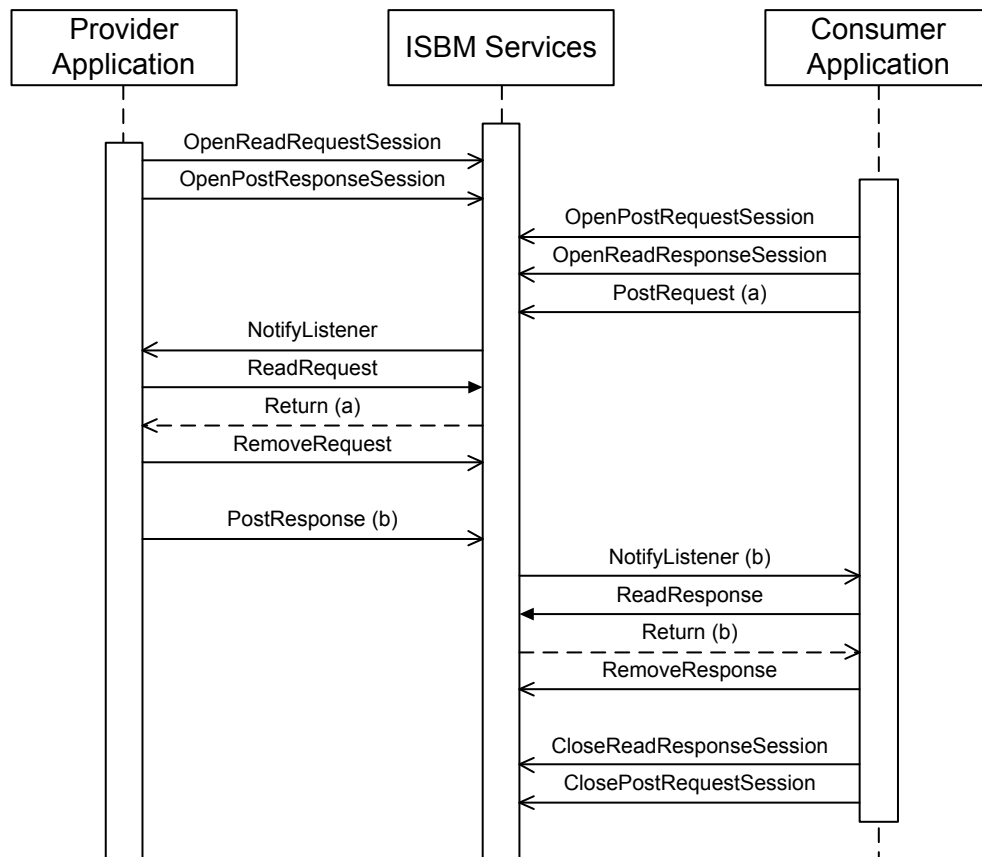 Provider
Application
ISBM Services
Consumer
Application
OpenReadRequestSession
OpenPostResponseSession
OpenPostRequestSession
OpenReadResponseSession
PostRequest (a)
NotifyListener
ReadRequest
Return (a)
RemoveRequest
PostResponse (b)
NotifyListener (b)
ReadResponse
Return (b)
RemoveResponse
CloseReadResponseSession
ClosePostRequestSession